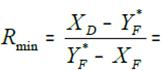 R_min = (X_D − Y_F^*) / (Y_F^* − X_F) =